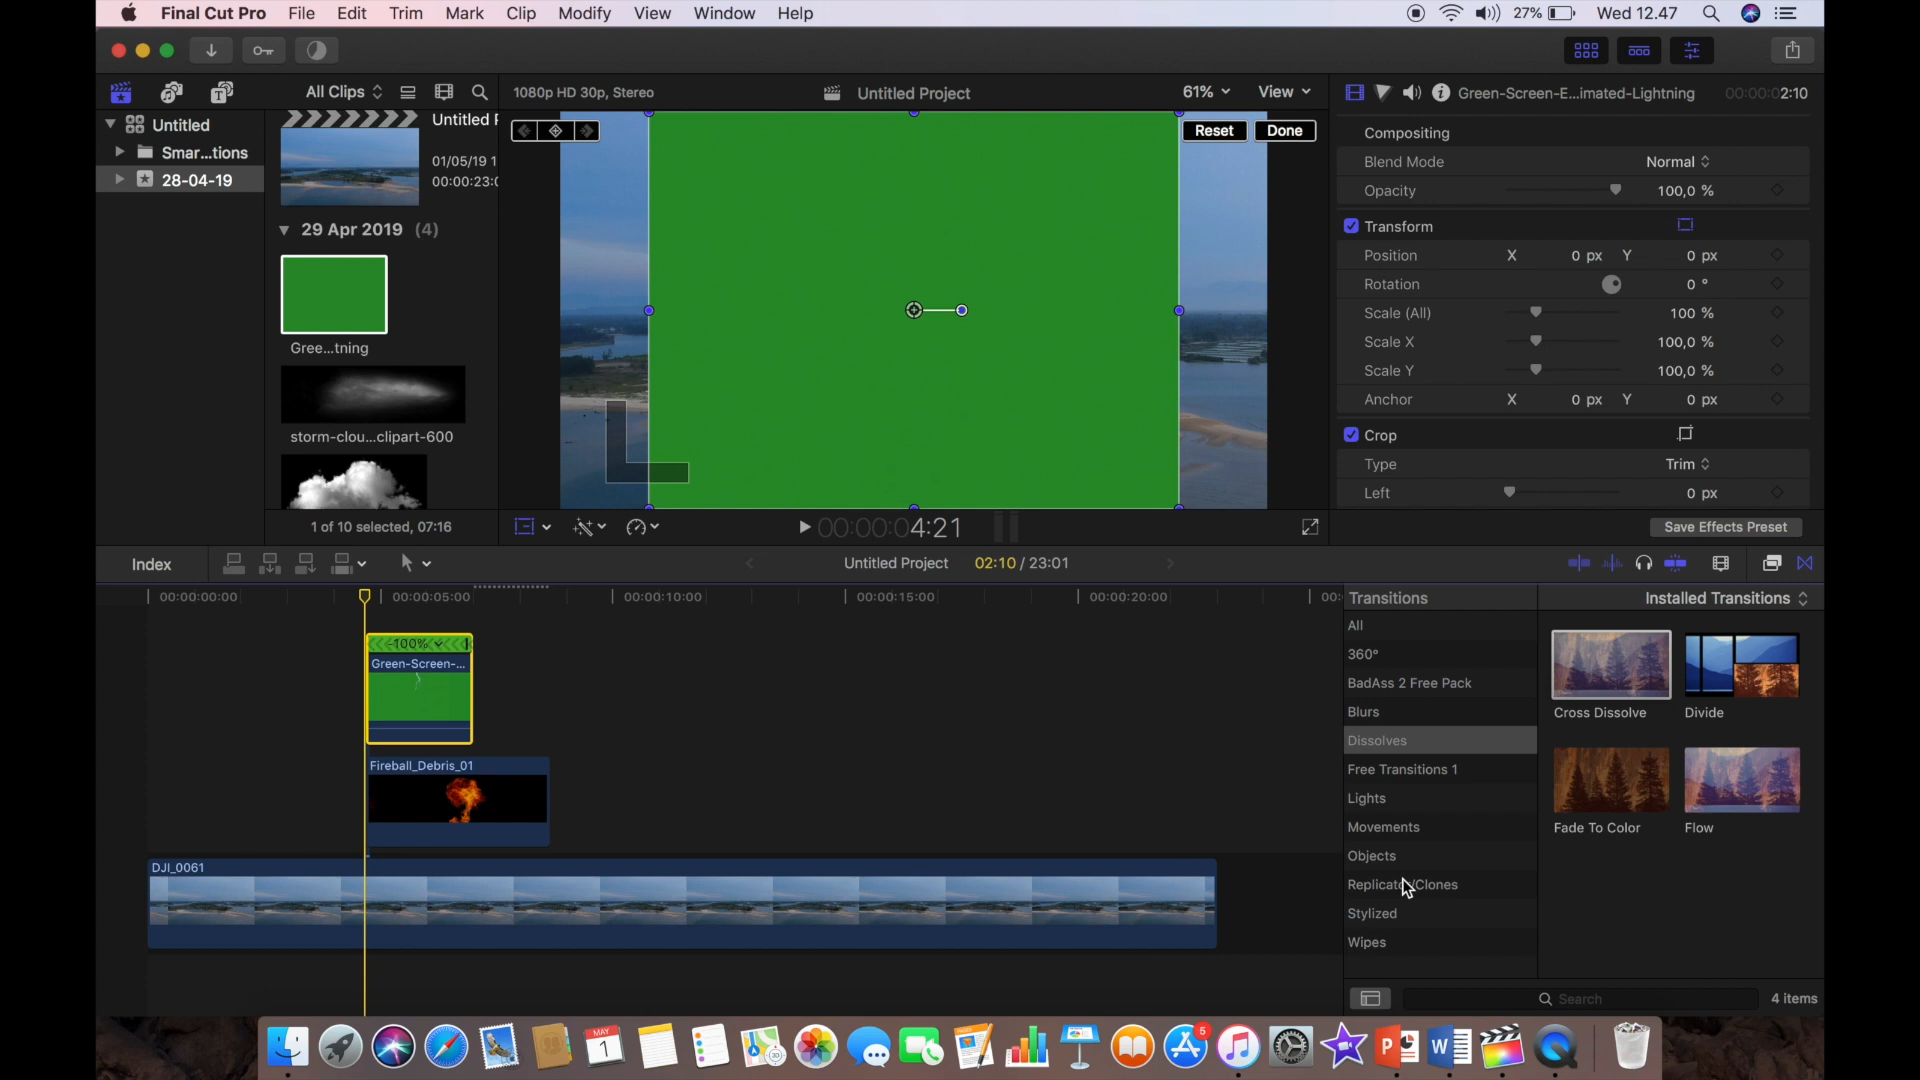 Final Cut Pro File Edit Trim Mark Clip Modify View Window Help 27% Wed 12.47
All Clips 1080p HD 30p, Stereo Untitled Project 61% View Green-Screen-E...imated-Lightning 00:00:02:10
Untitled
Smar...tions
28-04-19
Untitled P
01/05/19 1
00:00:23:0
29 Apr 2019 (4)
Gree...tning
storm-clou...clipart-600
1 of 10 selected, 07:16
Reset Done
00:00:04:21
Compositing
Blend Mode Normal
Opacity 100,0 %
Transform
Position X 0 px Y 0 px
Rotation 0 °
Scale (All) 100 %
Scale X 100,0 %
Scale Y 100,0 %
Anchor X 0 px Y 0 px
Crop
Type Trim
Left 0 px
Save Effects Preset
Index Untitled Project 02:10 / 23:01
00:00:00:00 00:00:05:00 00:00:10:00 00:00:15:00 00:00:20:00 00:
-100%
Green-Screen-...
Fireball_Debris_01
DJI_0061
Transitions Installed Transitions
All
360°
BadAss 2 Free Pack
Blurs
Dissolves
Free Transitions 1
Lights
Movements
Objects
Replicator/Clones
Stylized
Wipes
Cross Dissolve Divide
Fade To Color Flow
Search 4 items
MAY
1
3D
5
P
W